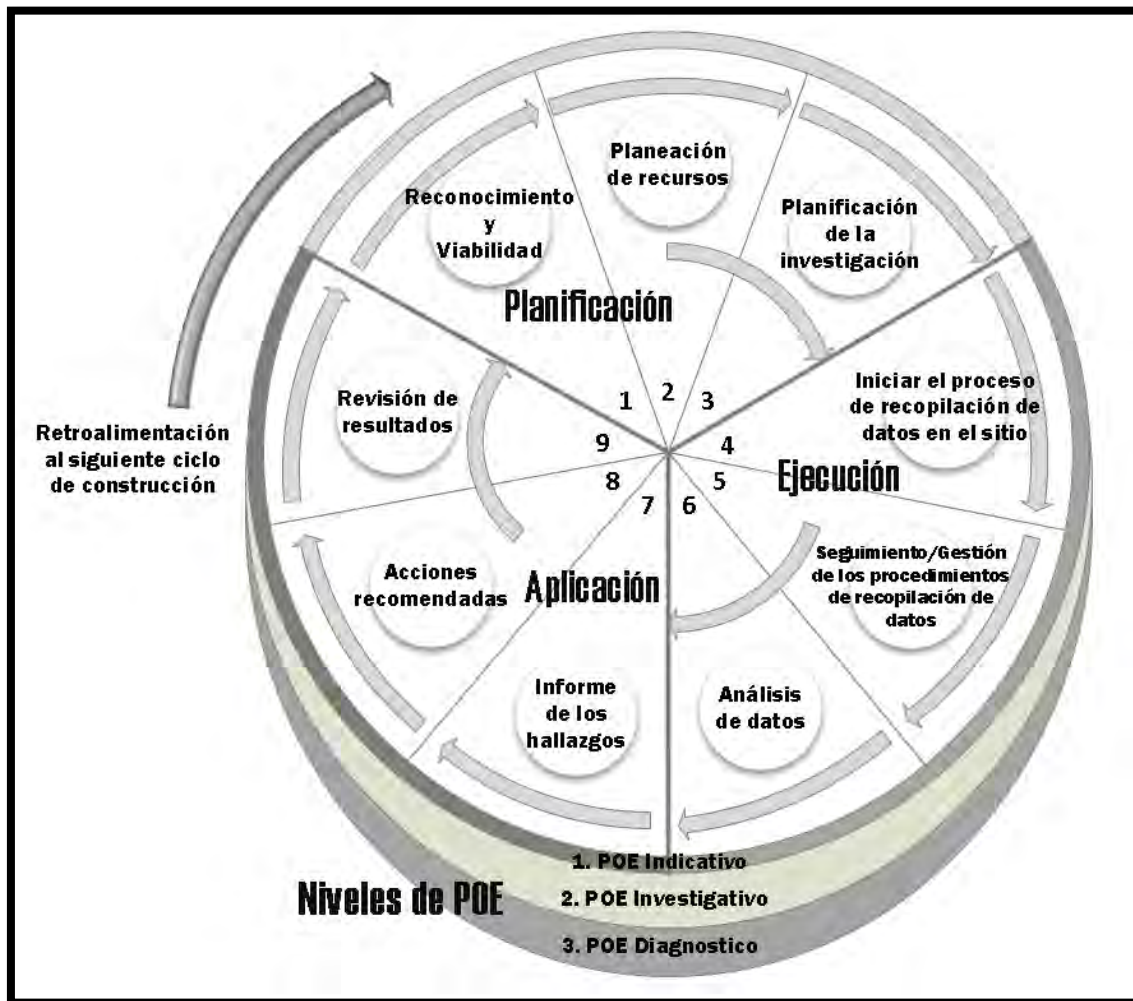 Planeación
de recursos
Reconocimiento
y
Viabilidad
Planificación
de la
investigación
Planificación
1
2
3
Iniciar el proceso
de recopilación de
datos en el sitio
Revisión de
resultados
Retroalimentación
al siguiente ciclo
de construcción
9
4
Ejecución
8
5
7
6
Seguimiento/Gestión
de los procedimientos
de recopilación de
datos
Acciones
recomendadas
Aplicación
Informe
de los
hallazgos
Análisis
de datos
Niveles de POE
1. POE Indicativo
2. POE Investigativo
3. POE Diagnostico